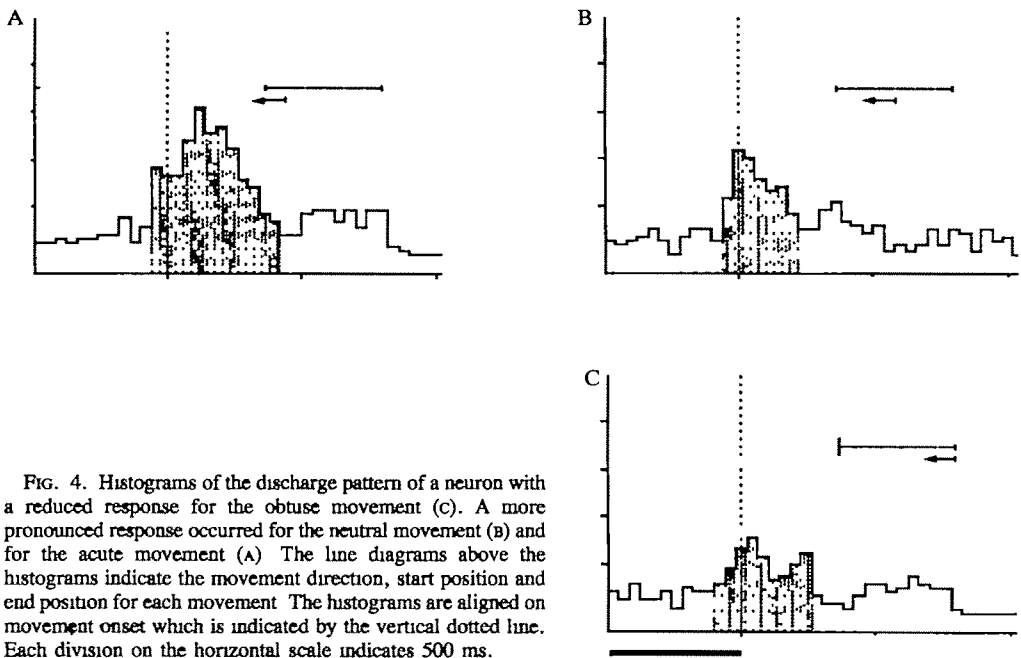 A
B
C
FIG. 4. Histograms of the discharge pattern of a neuron with
a reduced response for the obtuse movement (C). A more
pronounced response occurred for the neutral movement (B) and
for the acute movement (A) The line diagrams above the
histograms indicate the movement direction, start position and
end position for each movement The histograms are aligned on
movement onset which is indicated by the vertical dotted line.
Each division on the horizontal scale indicates 500 ms.